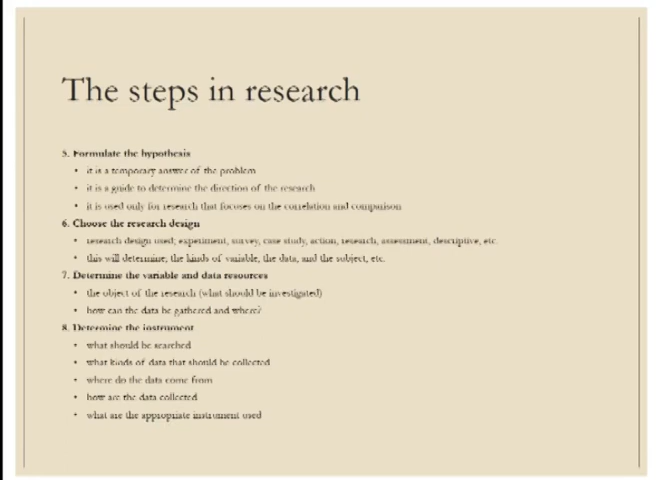 The steps in research
5. Formulate the hypothesis
• it is a temporary answer of the problem
• it is a guide to determine the direction of the research
• it is used only for research that focuses on the correlation and comparison
6. Choose the research design
• research design used; experiment, survey, case study, action, research, assessment, descriptive, etc.
• this will determine; the kinds of variable, the data, and the subject, etc.
7. Determine the variable and data resources
• the object of the research (what should be investigated)
• how can the data be gathered and where?
8. Determine the instrument
• what should be searched
• what kinds of data that should be collected
• where do the data come from
• how are the data collected
• what are the appropriate instrument used